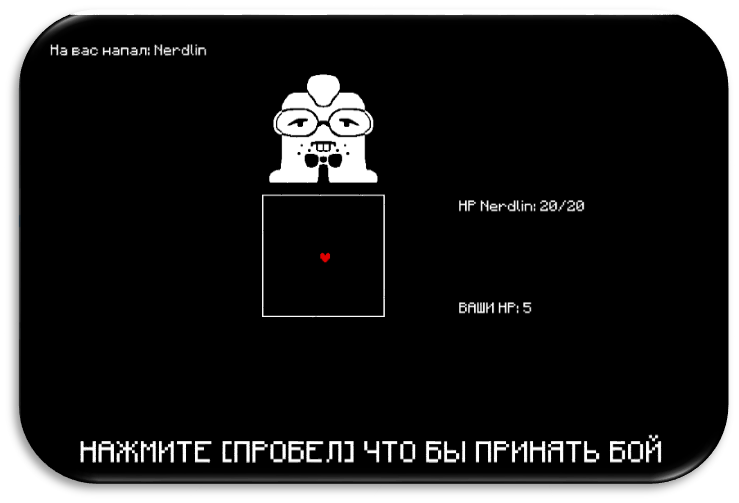 На вас напал: Nerdlin
HP Nerdlin: 20/20
ВАШИ HP: 5
НАЖМИТЕ [ПРОБЕЛ] ЧТО БЫ ПРИНЯТЬ БОЙ